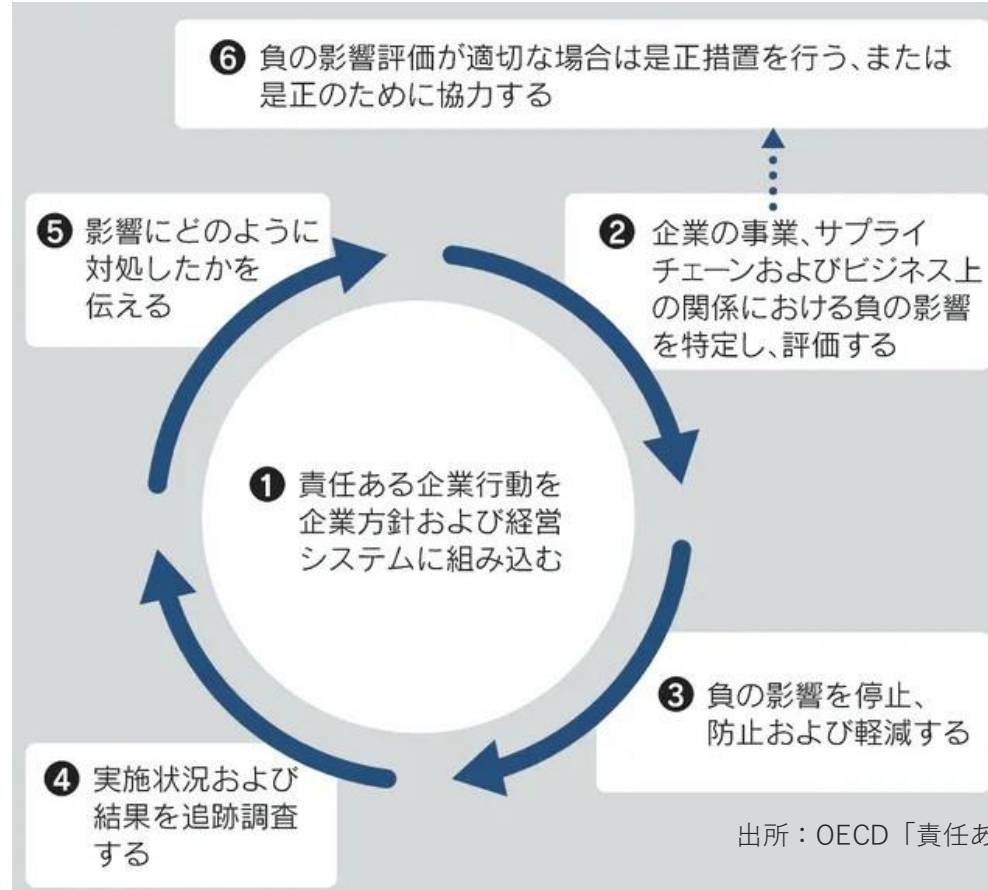 ❻ 負の影響評価が適切な場合は是正措置を行う、または
是正のために協力する
❺ 影響にどのように
対処したかを
伝える
❷ 企業の事業、サプライ
チェーンおよびビジネス上
の関係における負の影響
を特定し、評価する
❶ 責任ある企業行動を
企業方針および経営
システムに組み込む
❸ 負の影響を停止、
防止および軽減する
❹ 実施状況および
結果を追跡調査
する
出所：OECD「責任あ